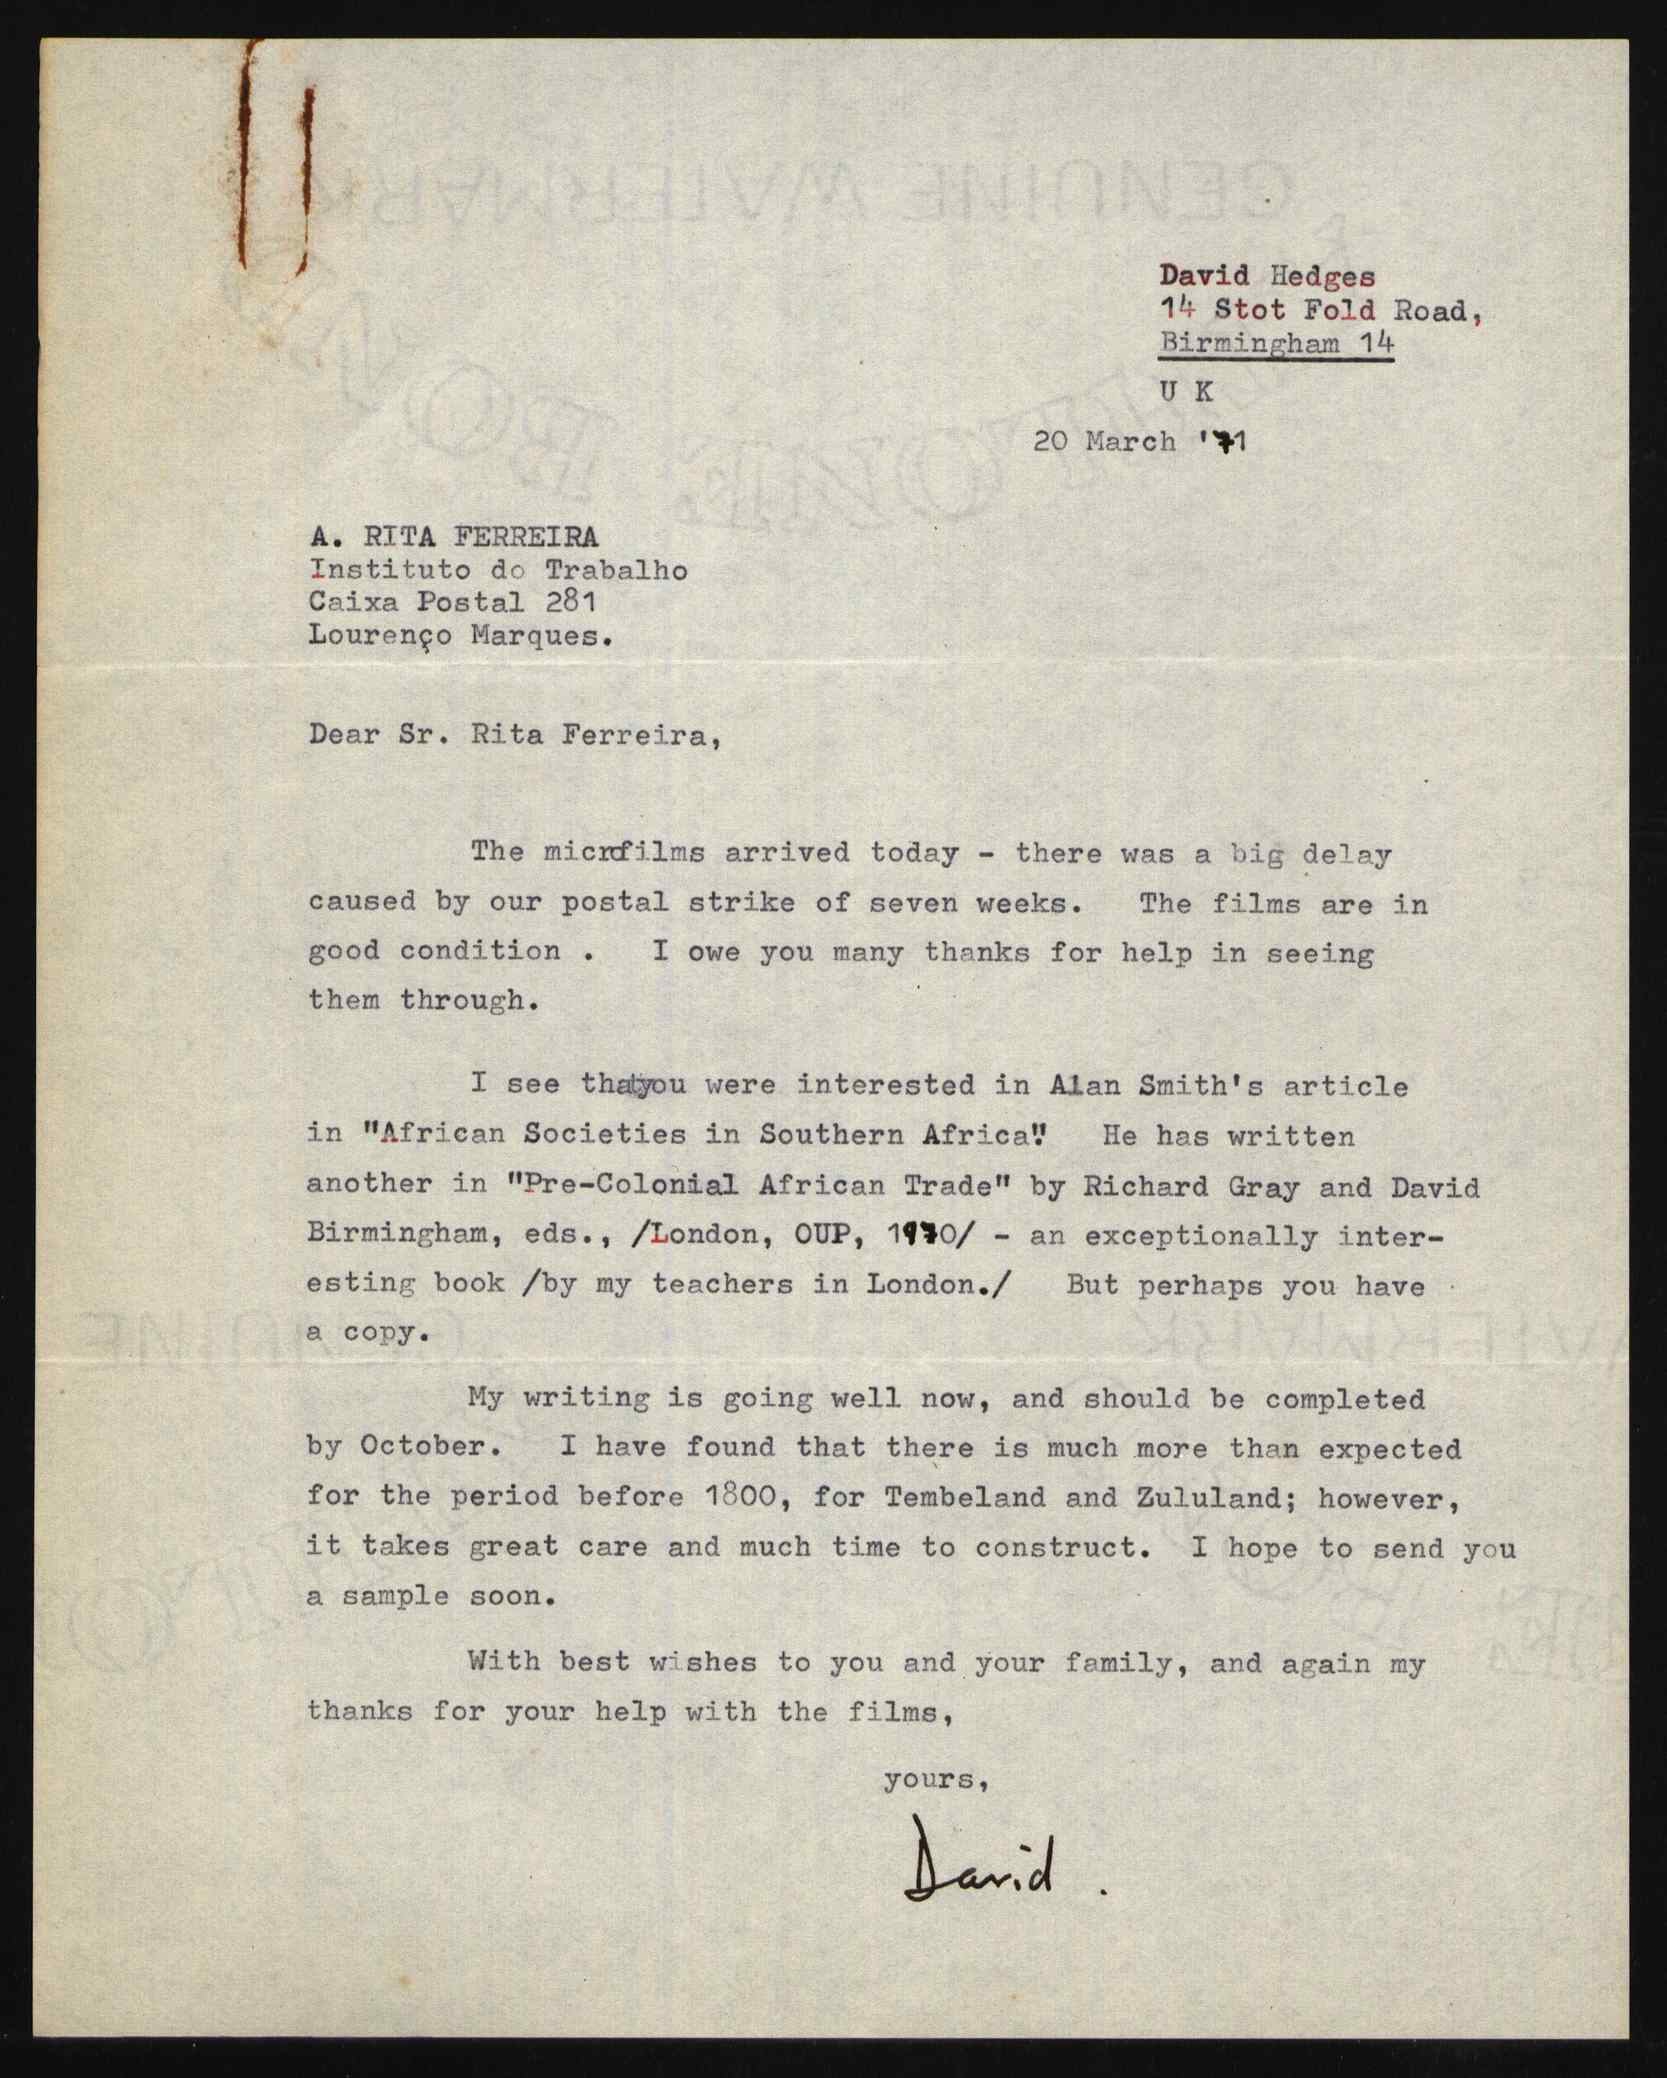 GENUINE WATERMARK
David Hedges
14 Stot Fold Road,
Birmingham 14
U K
20 March '71
A. RITA FERREIRA
Instituto do Trabalho
Caixa Postal 281
Lourenço Marques.
Dear Sr. Rita Ferreira,
The microfilms arrived today - there was a big delay
caused by our postal strike of seven weeks. The films are in
good condition . I owe you many thanks for help in seeing
them through.
I see that you were interested in Alan Smith's article
in "African Societies in Southern Africa". He has written
another in "Pre-Colonial African Trade" by Richard Gray and David
Birmingham, eds., /London, OUP, 1970/ - an exceptionally inter-
esting book /by my teachers in London./ But perhaps you have
a copy.
My writing is going well now, and should be completed
by October. I have found that there is much more than expected
for the period before 1800, for Tembeland and Zululand; however,
it takes great care and much time to construct. I hope to send you
a sample soon.
With best wishes to you and your family, and again my
thanks for your help with the films,
yours,
David .